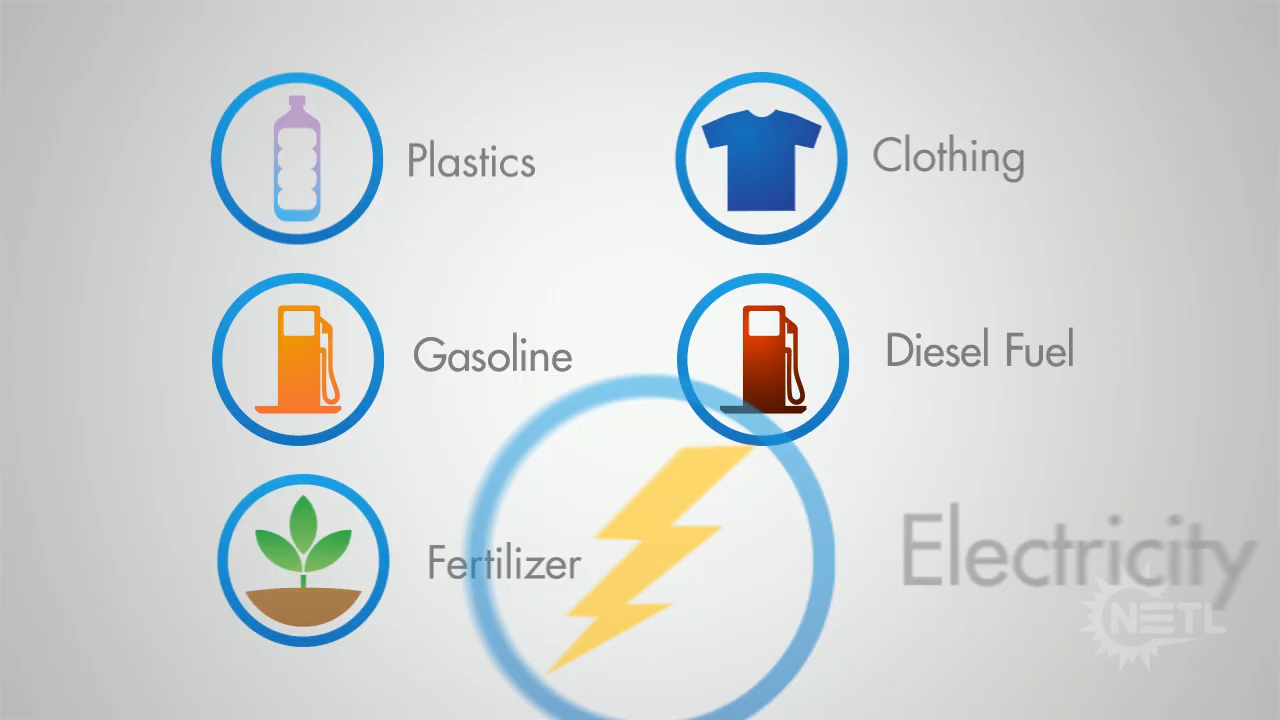 Plastics
Clothing
Gasoline
Diesel Fuel
Fertilizer
Electricity
NETL